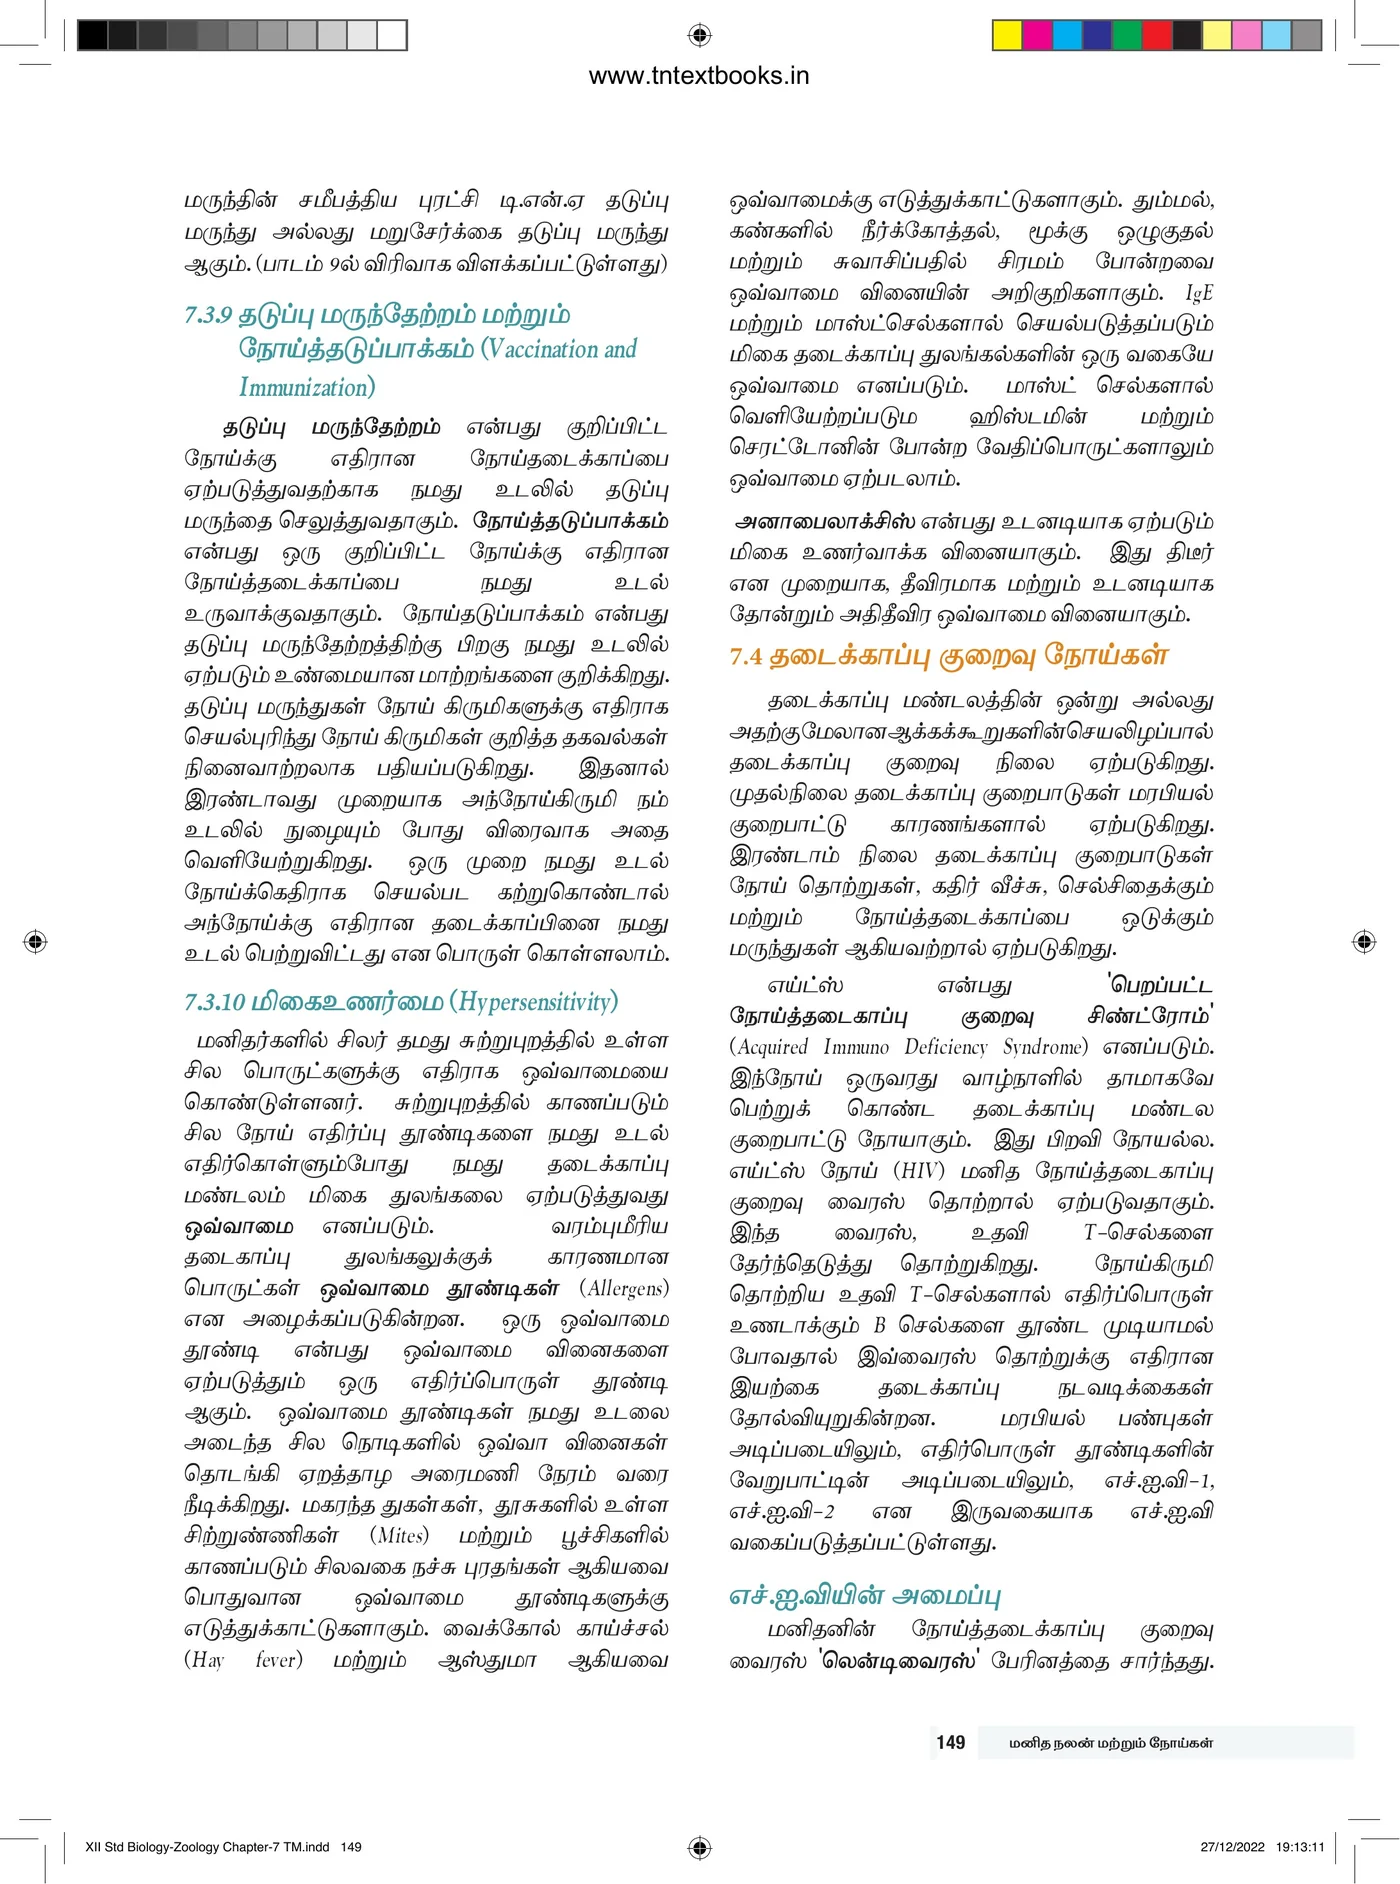 www.tntextbooks.in
மருந்தின் சமீபத்திய புரட்சி டி.என்.ஏ தடுப்பு
மருந்து அல்லது மறுசேர்க்கை தடுப்பு மருந்து
ஆகும். (பாடம் 9ல் விரிவாக விளக்கப்பட்டுள்ளது)
7.3.9 தடுப்பு மருந்தேற்றம் மற்றும்
நோய்த்தடுப்பாக்கம் (Vaccination and
Immunization)
தடுப்பு மருந்தேற்றம் என்பது குறிப்பிட்ட
நோய்க்கு எதிரான நோய்தடைக்காப்பை
ஏற்படுத்துவதற்காக நமது உடலில் தடுப்பு
மருந்தை செலுத்துவதாகும். நோய்த்தடுப்பாக்கம்
என்பது ஒரு குறிப்பிட்ட நோய்க்கு எதிரான
நோய்த்தடைக்காப்பை நமது உடல்
உருவாக்குவதாகும். நோய்தடுப்பாக்கம் என்பது
தடுப்பு மருந்தேற்றத்திற்கு பிறகு நமது உடலில்
ஏற்படும் உண்மையான மாற்றங்களை குறிக்கிறது.
தடுப்பு மருந்துகள் நோய் கிருமிகளுக்கு எதிராக
செயல்புரிந்து நோய் கிருமிகள் குறித்த தகவல்கள்
நினைவாற்றலாக பதியப்படுகிறது. இதனால்
இரண்டாவது முறையாக அந்நோய்கிருமி நம்
உடலில் நுழையும் போது விரைவாக அதை
வெளியேற்றுகிறது. ஒரு முறை நமது உடல்
நோய்க்கெதிராக செயல்பட கற்றுகொண்டால்
அந்நோய்க்கு எதிரான தடைக்காப்பினை நமது
உடல் பெற்றுவிட்டது என பொருள் கொள்ளலாம்.
7.3.10 மிகைஉணர்மை (Hypersensitivity)
மனிதர்களில் சிலர் தமது சுற்றுபுறத்தில் உள்ள
சில பொருட்களுக்கு எதிராக ஒவ்வாமையை
கொண்டுள்ளனர். சுற்றுபுறத்தில் காணப்படும்
சில நோய் எதிர்ப்பு தூண்டிகளை நமது உடல்
எதிர்கொள்ளும்போது நமது தடைக்காப்பு
மண்டலம் மிகை துலங்கலை ஏற்படுத்துவது
ஒவ்வாமை எனப்படும். வரம்புமீரிய
தடைகாப்பு துலங்கலுக்குக் காரணமான
பொருட்கள் ஒவ்வாமை தூண்டிகள் (Allergens)
என அழைக்கப்படுகின்றன. ஒரு ஒவ்வாமை
தூண்டி என்பது ஒவ்வாமை வினைகளை
ஏற்படுத்தும் ஒரு எதிர்ப்பொருள் தூண்டி
ஆகும். ஒவ்வாமை தூண்டிகள் நமது உடலை
அடைந்த சில நொடிகளில் ஒவ்வா வினைகள்
தொடங்கி ஏறத்தாழ அரைமணி நேரம் வரை
நீடிக்கிறது. மகரந்த துகள்கள், தூசுகளில் உள்ள
சிற்றுண்ணிகள் (Mites) மற்றும் பூச்சிகளில்
காணப்படும் சிலவகை நச்சு புரதங்கள் ஆகியவை
பொதுவான ஒவ்வாமை தூண்டிகளுக்கு
எடுத்துக்காட்டுகளாகும். வைக்கோல் காய்ச்சல்
(Hay fever) மற்றும் ஆஸ்துமா ஆகியவை
ஒவ்வாமைக்கு எடுத்துக்காட்டுகளாகும். தும்மல்,
கண்களில் நீர்க்கோத்தல், மூக்கு ஒழுகுதல்
மற்றும் சுவாசிப்பதில் சிரமம் போன்றவை
ஒவ்வாமை வினையின் அறிகுறிகளாகும். IgE
மற்றும் மாஸ்ட்செல்களால் செயல்படுத்தப்படும்
மிகை தடைக்காப்பு துலங்கல்களின் ஒரு வகையே
ஒவ்வாமை எனப்படும். மாஸ்ட் செல்களால்
வெளியேற்றப்படும ஹிஸ்டமின் மற்றும்
செரட்டோனின் போன்ற வேதிப்பொருட்களாலும்
ஒவ்வாமை ஏற்படலாம்.
அனாபைலாக்சிஸ் என்பது உடனடியாக ஏற்படும்
மிகை உணர்வாக்க வினையாகும். இது திடீர்
என முறையாக, தீவிரமாக மற்றும் உடனடியாக
தோன்றும் அதிதீவிர ஒவ்வாமை வினையாகும்.
7.4 தடைக்காப்பு குறைவு நோய்கள்
தடைக்காப்பு மண்டலத்தின் ஒன்று அல்லது
அதற்குமேலானஆக்கக்கூறுகளின்செயலிழப்பால்
தடைக்காப்பு குறைவு நிலை ஏற்படுகிறது.
முதல்நிலை தடைக்காப்பு குறைபாடுகள் மரபியல்
குறைபாட்டு காரணங்களால் ஏற்படுகிறது.
இரண்டாம் நிலை தடைக்காப்பு குறைபாடுகள்
நோய் தொற்றுகள், கதிர் வீச்சு, செல்சிதைக்கும்
மற்றும் நோய்த்தடைக்காப்பை ஒடுக்கும்
மருந்துகள் ஆகியவற்றால் ஏற்படுகிறது.
எய்ட்ஸ் என்பது 'பெறப்பட்ட
நோய்த்தடைகாப்பு குறைவு சிண்ட்ரோம்'
(Acquired Immuno Deficiency Syndrome) எனப்படும்.
இந்நோய் ஒருவரது வாழ்நாளில் தாமாகவே
பெற்றுக் கொண்ட தடைக்காப்பு மண்டல
குறைபாட்டு நோயாகும். இது பிறவி நோயல்ல.
எய்ட்ஸ் நோய் (HIV) மனித நோய்த்தடைகாப்பு
குறைவு வைரஸ் தொற்றால் ஏற்படுவதாகும்.
இந்த வைரஸ், உதவி T-செல்களை
தேர்ந்தெடுத்து தொற்றுகிறது. நோய்கிருமி
தொற்றிய உதவி T-செல்களால் எதிர்ப்பொருள்
உணடாக்கும் B செல்களை தூண்ட முடியாமல்
போவதால் இவ்வைரஸ் தொற்றுக்கு எதிரான
இயற்கை தடைக்காப்பு நடவடிக்கைகள்
தோல்வியுறுகின்றன. மரபியல் பண்புகள்
அடிப்படையிலும், எதிர்பொருள் தூண்டிகளின்
வேறுபாட்டின் அடிப்படையிலும், எச்.ஐ.வி-1,
எச்.ஐ.வி-2 என இருவகையாக எச்.ஐ.வி
வகைப்படுத்தப்பட்டுள்ளது.
எச்.ஐ.வியின் அமைப்பு
மனிதனின் நோய்த்தடைக்காப்பு குறைவு
வைரஸ் 'லென்டிவைரஸ்' பேரினத்தை சார்ந்தது.
149 மனித நலன் மற்றும் நோய்கள்
XII Std Biology-Zoology Chapter-7 TM.indd 149
27/12/2022 19:13:11